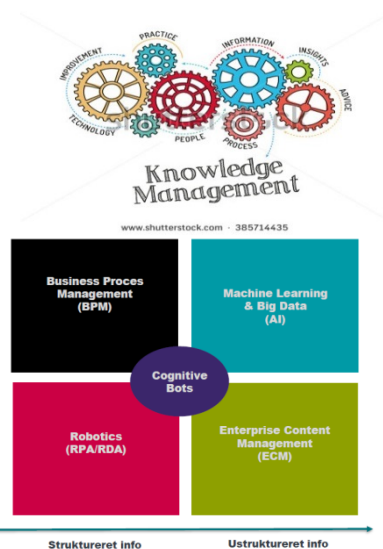 PRACTICE
IMPROVEMENT
INFORMATION
INSIGHTS
ADVICE
TECHNOLOGY
PEOPLE
PROCESS
shutterstock
Knowledge
Management
www.shutterstock.com · 385714435
Business Proces
Management
(BPM)
Machine Learning
& Big Data
(AI)
Cognitive
Bots
Robotics
(RPA/RDA)
Enterprise Content
Management
(ECM)
Struktureret info
Ustruktureret info